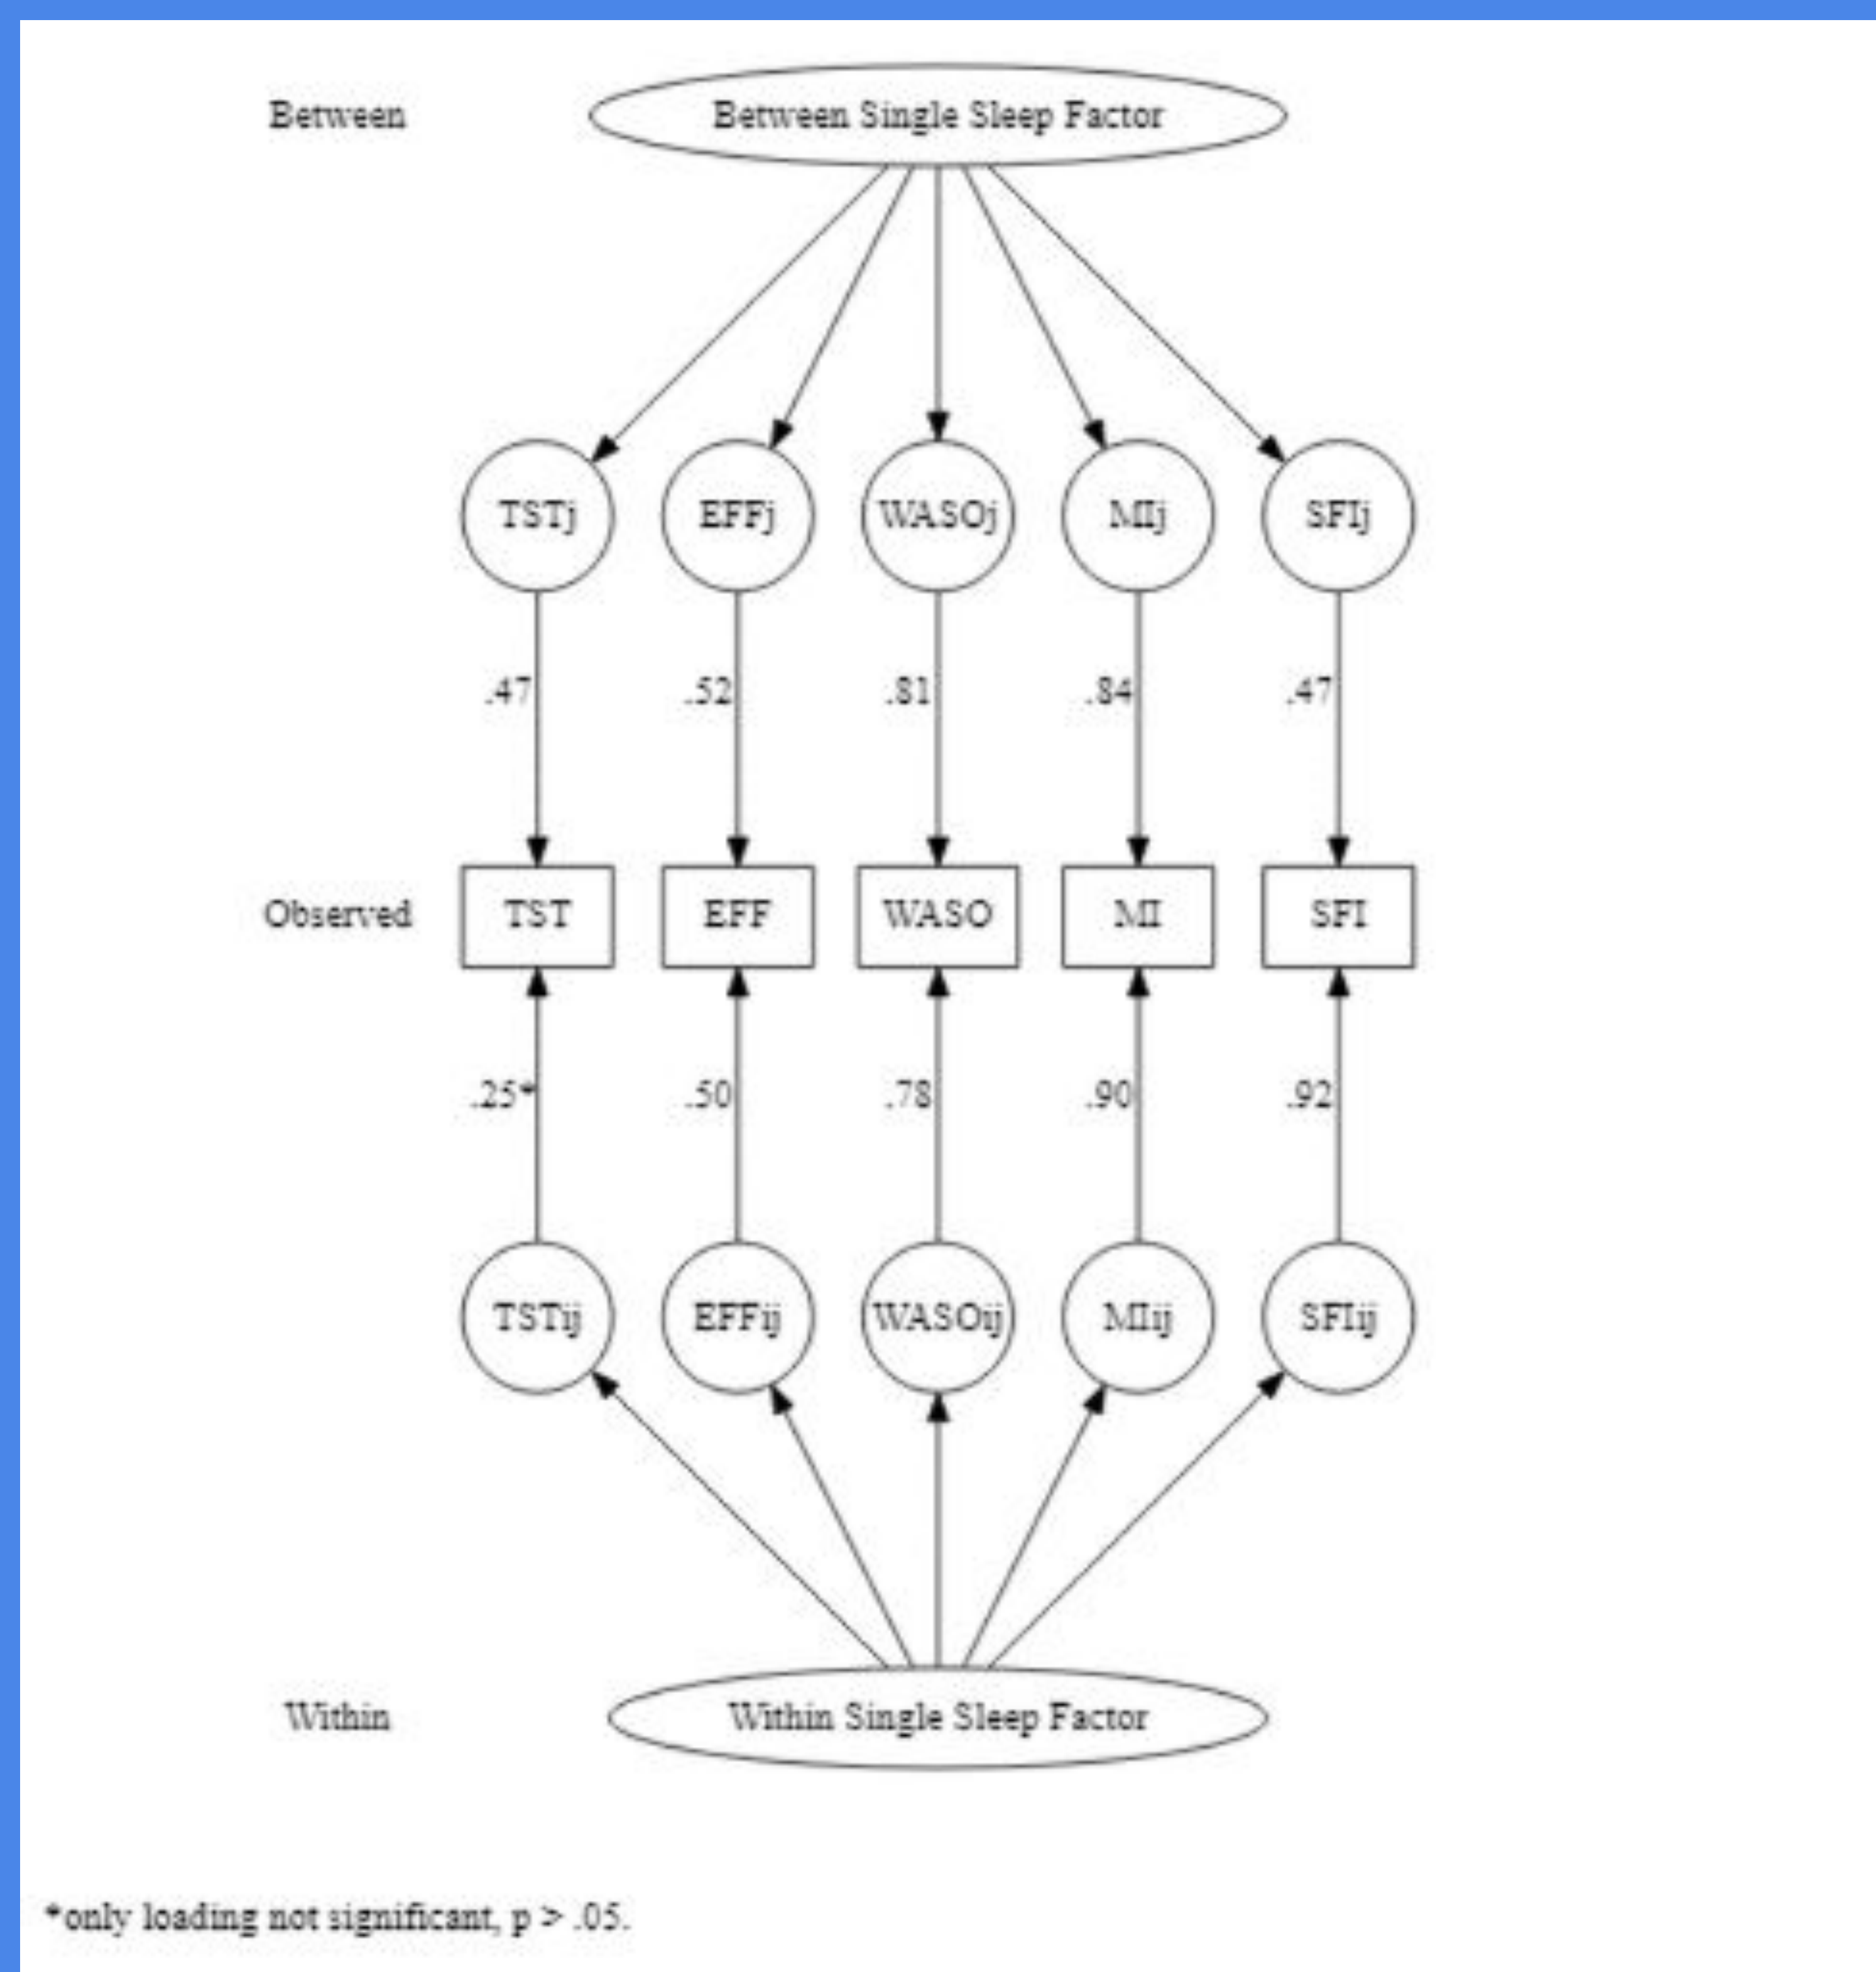 Between Between Single Sleep Factor
TSTj EFFj WASOj MIj SFIj
.47 .52 .81 .84 .47
Observed TST EFF WASO MI SFI
.25* .50 .78 .90 .92
TSTij EFFij WASOij MIij SFIij
Within Within Single Sleep Factor
*only loading not significant, p > .05.